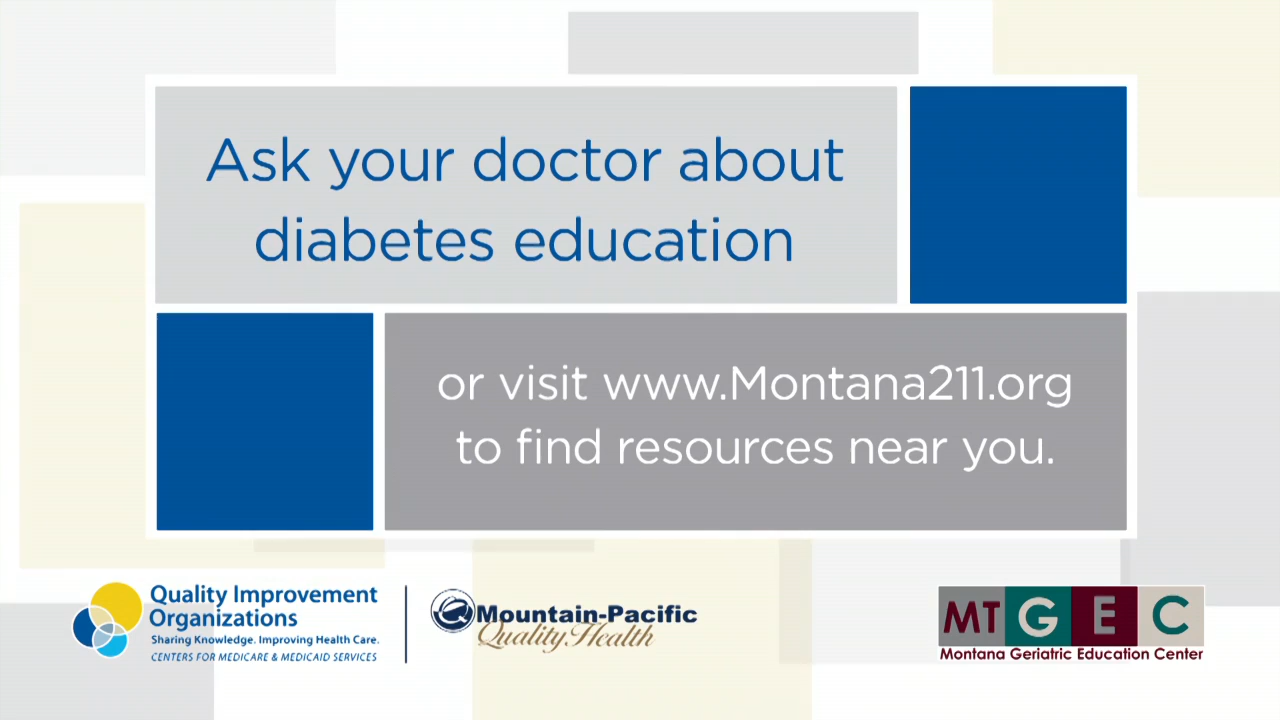 Ask your doctor about
diabetes education
or visit www.Montana211.org
to find resources near you.
Quality Improvement
Organizations
Sharing Knowledge. Improving Health Care.
CENTERS FOR MEDICARE & MEDICAID SERVICES
Mountain-Pacific
Quality Health
MT G E C
Montana Geriatric Education Center